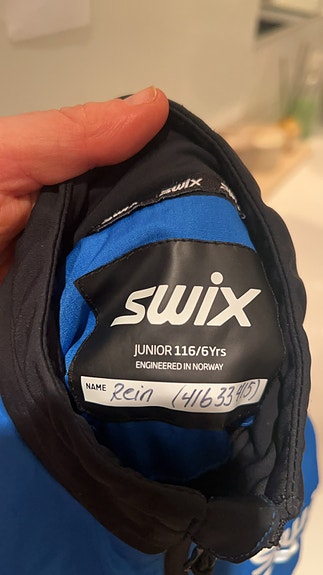 swix
swix
JUNIOR 116/6Yrs
ENGINEERED IN NORWAY
NAME Rein (41633415)